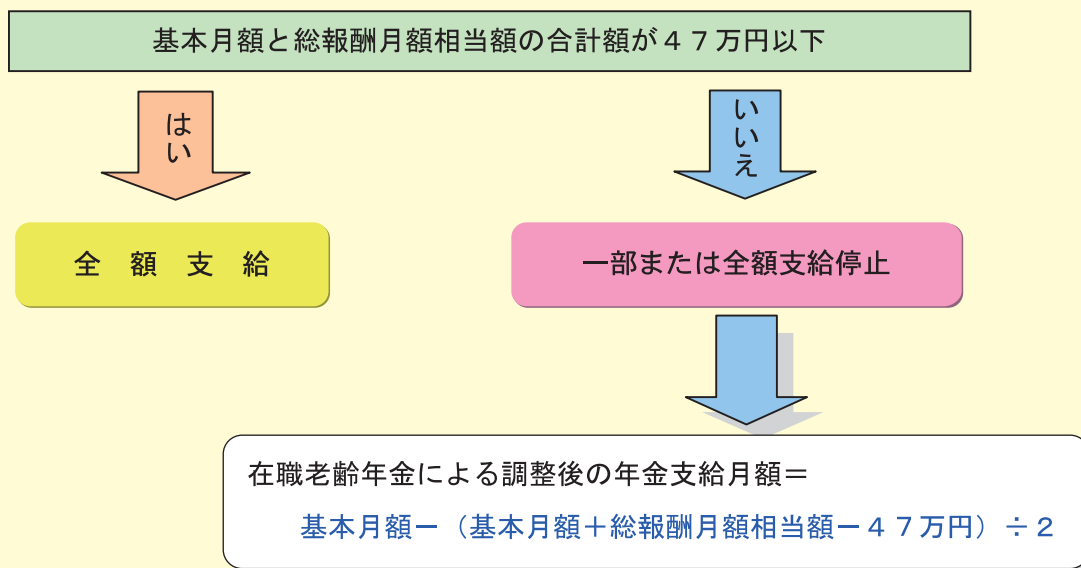 基本月額と総報酬月額相当額の合計額が４７万円以下
はい
いいえ
全　額　支　給
一部または全額支給停止
在職老齢年金による調整後の年金支給月額＝
基本月額－（基本月額＋総報酬月額相当額－４７万円）÷２